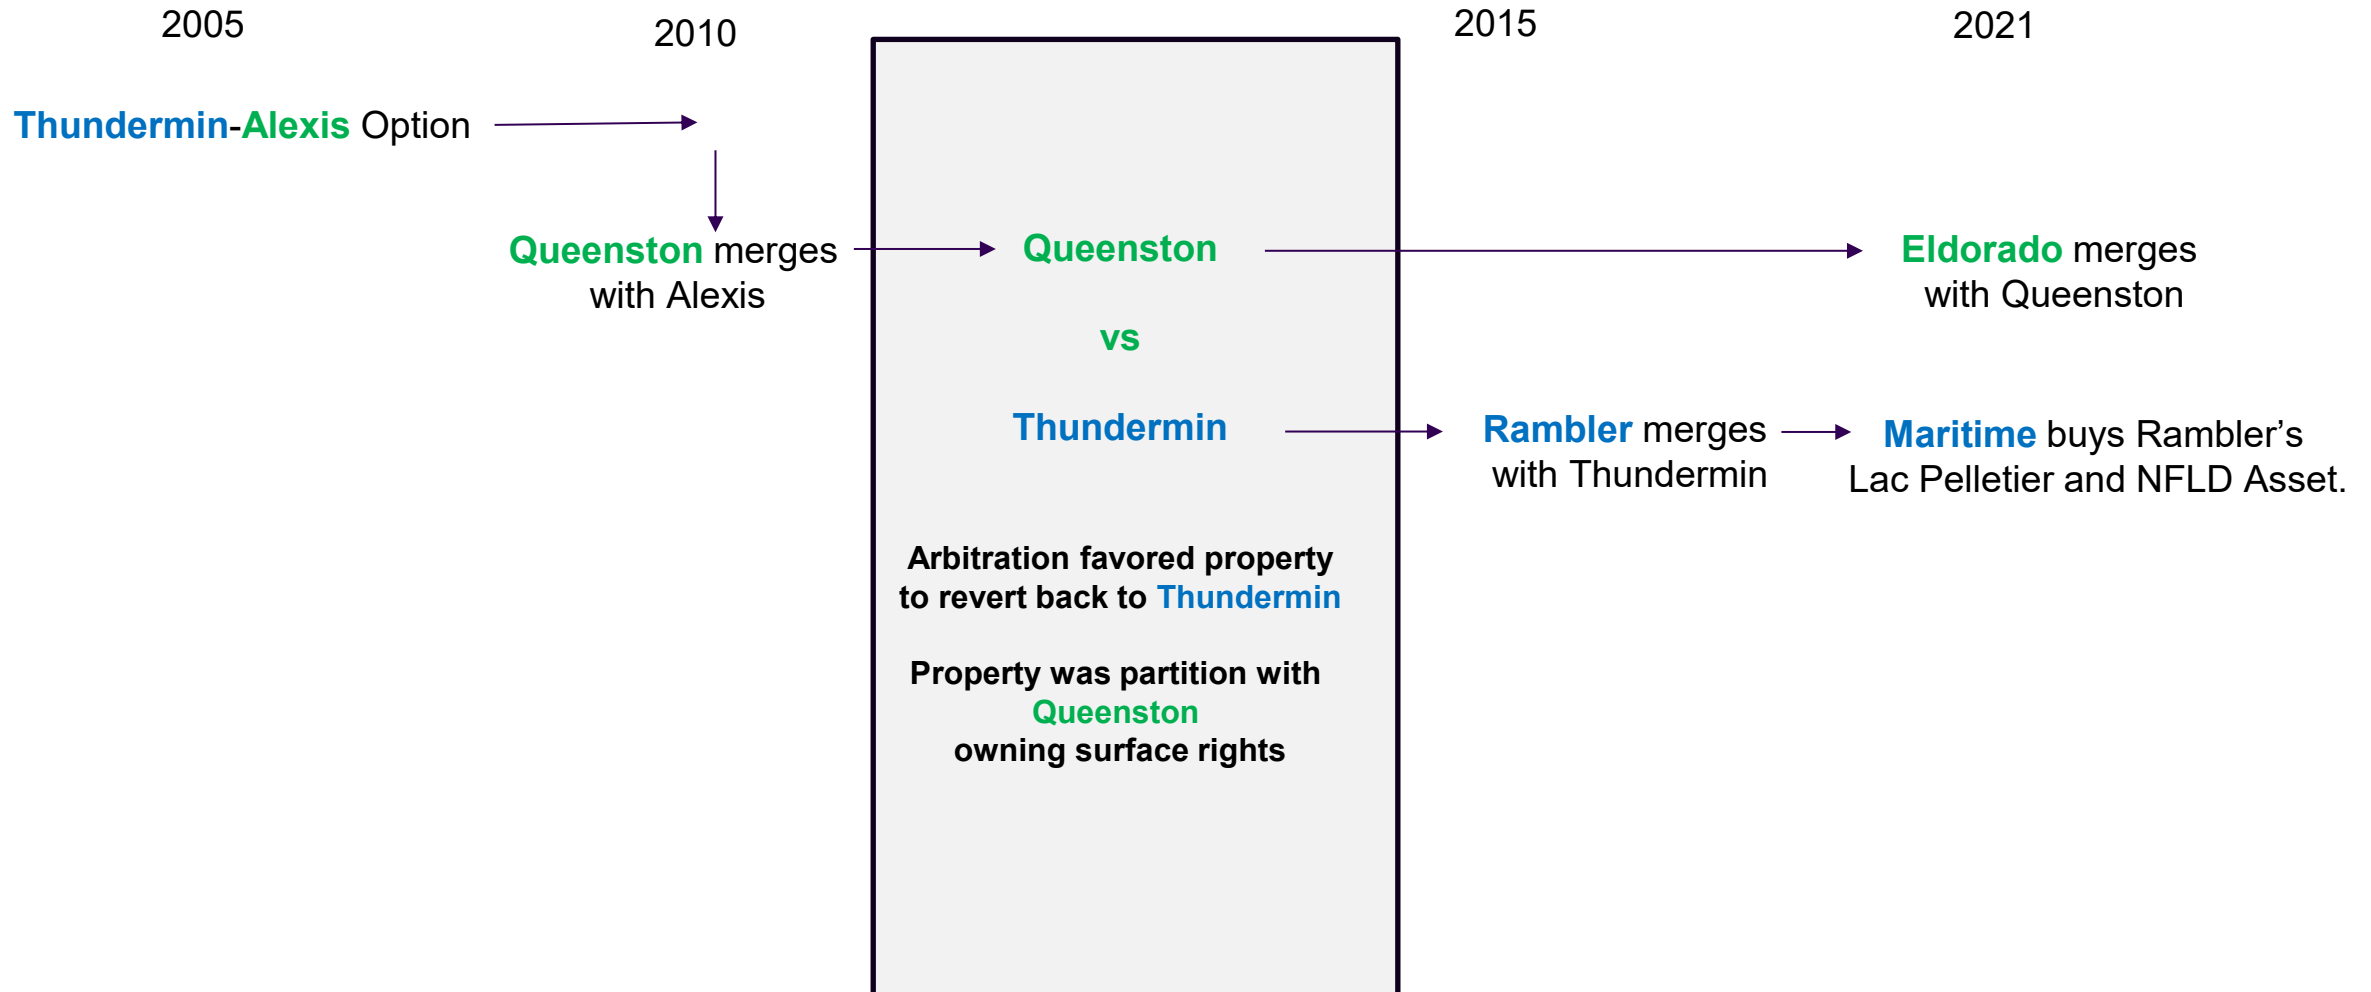 2005
2010
2015
2021
Thundermin-Alexis Option
Queenston merges
with Alexis
Queenston
vs
Thundermin
Arbitration favored property
to revert back to Thundermin
Property was partition with
Queenston
owning surface rights
Rambler merges
with Thundermin
Eldorado merges
with Queenston
Maritime buys Rambler’s
Lac Pelletier and NFLD Asset.